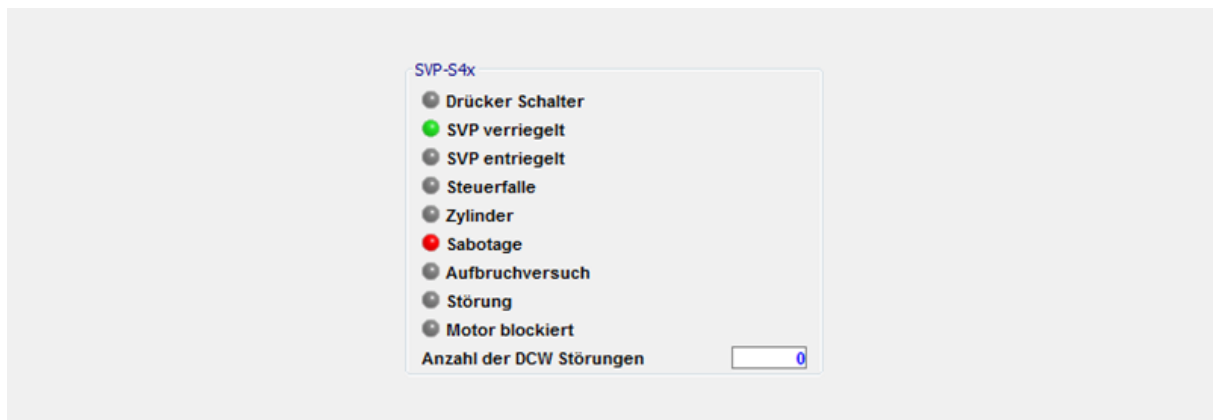 SVP-S4x
Drücker Schalter
SVP verriegelt
SVP entriegelt
Steuerfalle
Zylinder
Sabotage
Aufbruchversuch
Störung
Motor blockiert
Anzahl der DCW Störungen 0